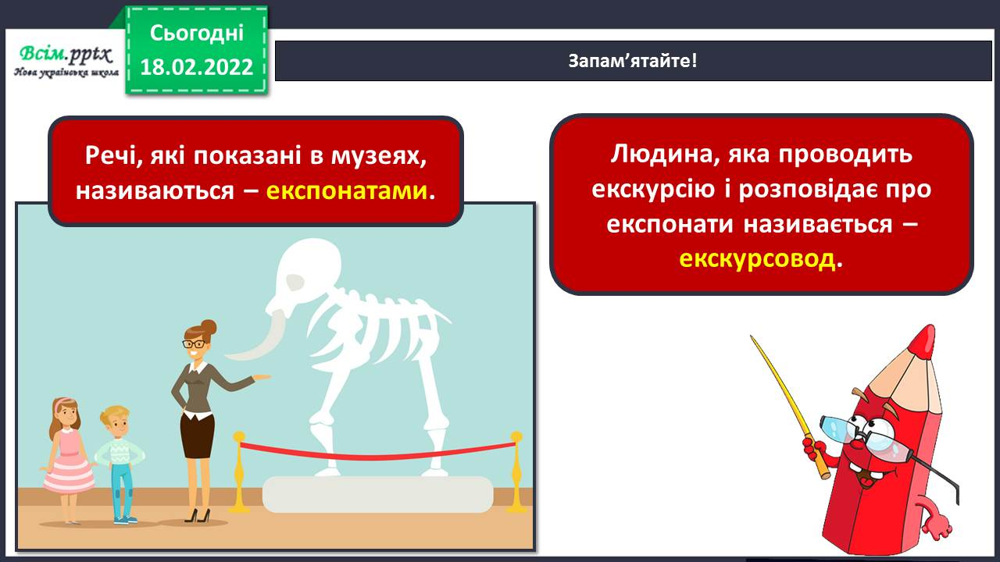 Всім.pptx
Нова українська школа
Сьогодні
18.02.2022
Запам’ятайте!
Речі, які показані в музеях,
називаються – експонатами.
Людина, яка проводить
екскурсію і розповідає про
експонати називається –
екскурсовод.